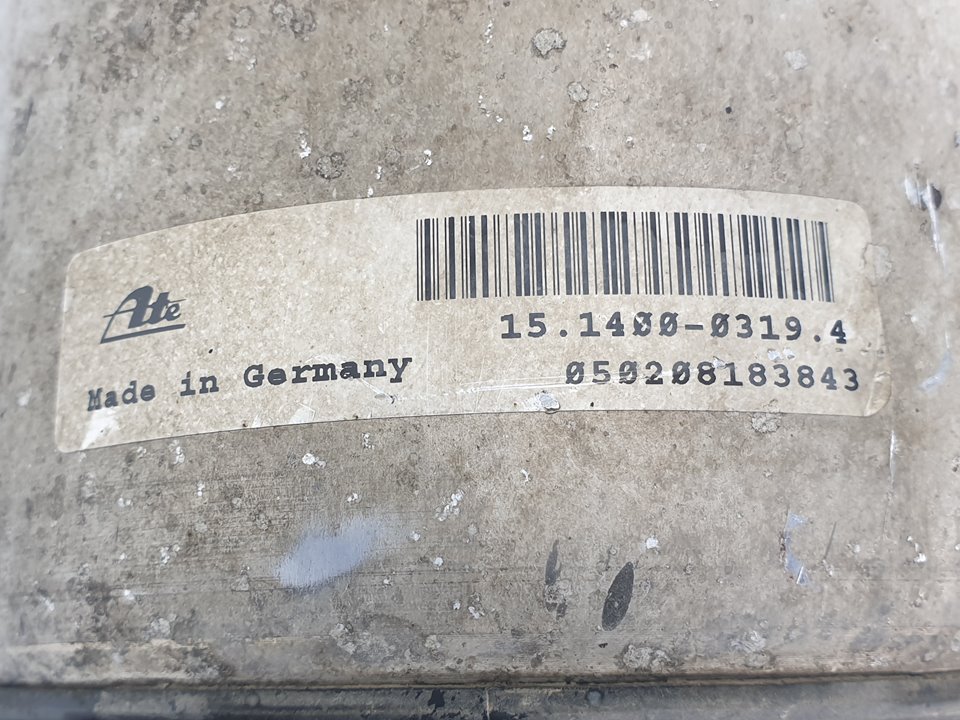 Ate
Made in Germany
15.1400-0319.4
050208183843